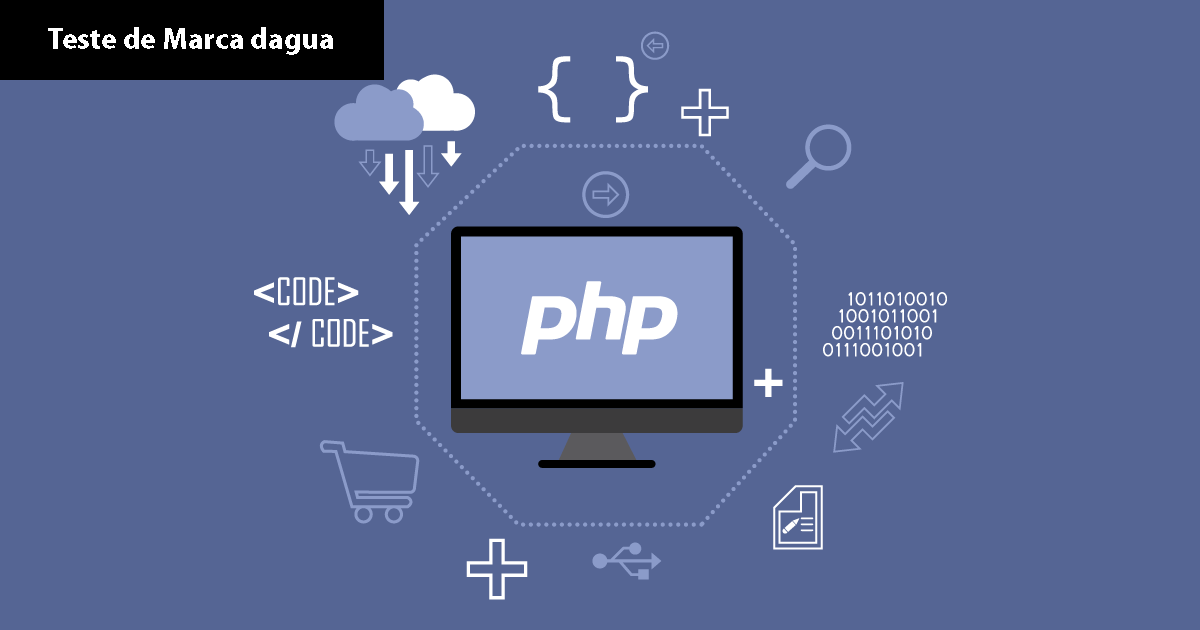 Teste de Marca dagua
{ }
<CODE>
</ CODE>
php
1011010010
1001011001
0011101010
0111001001